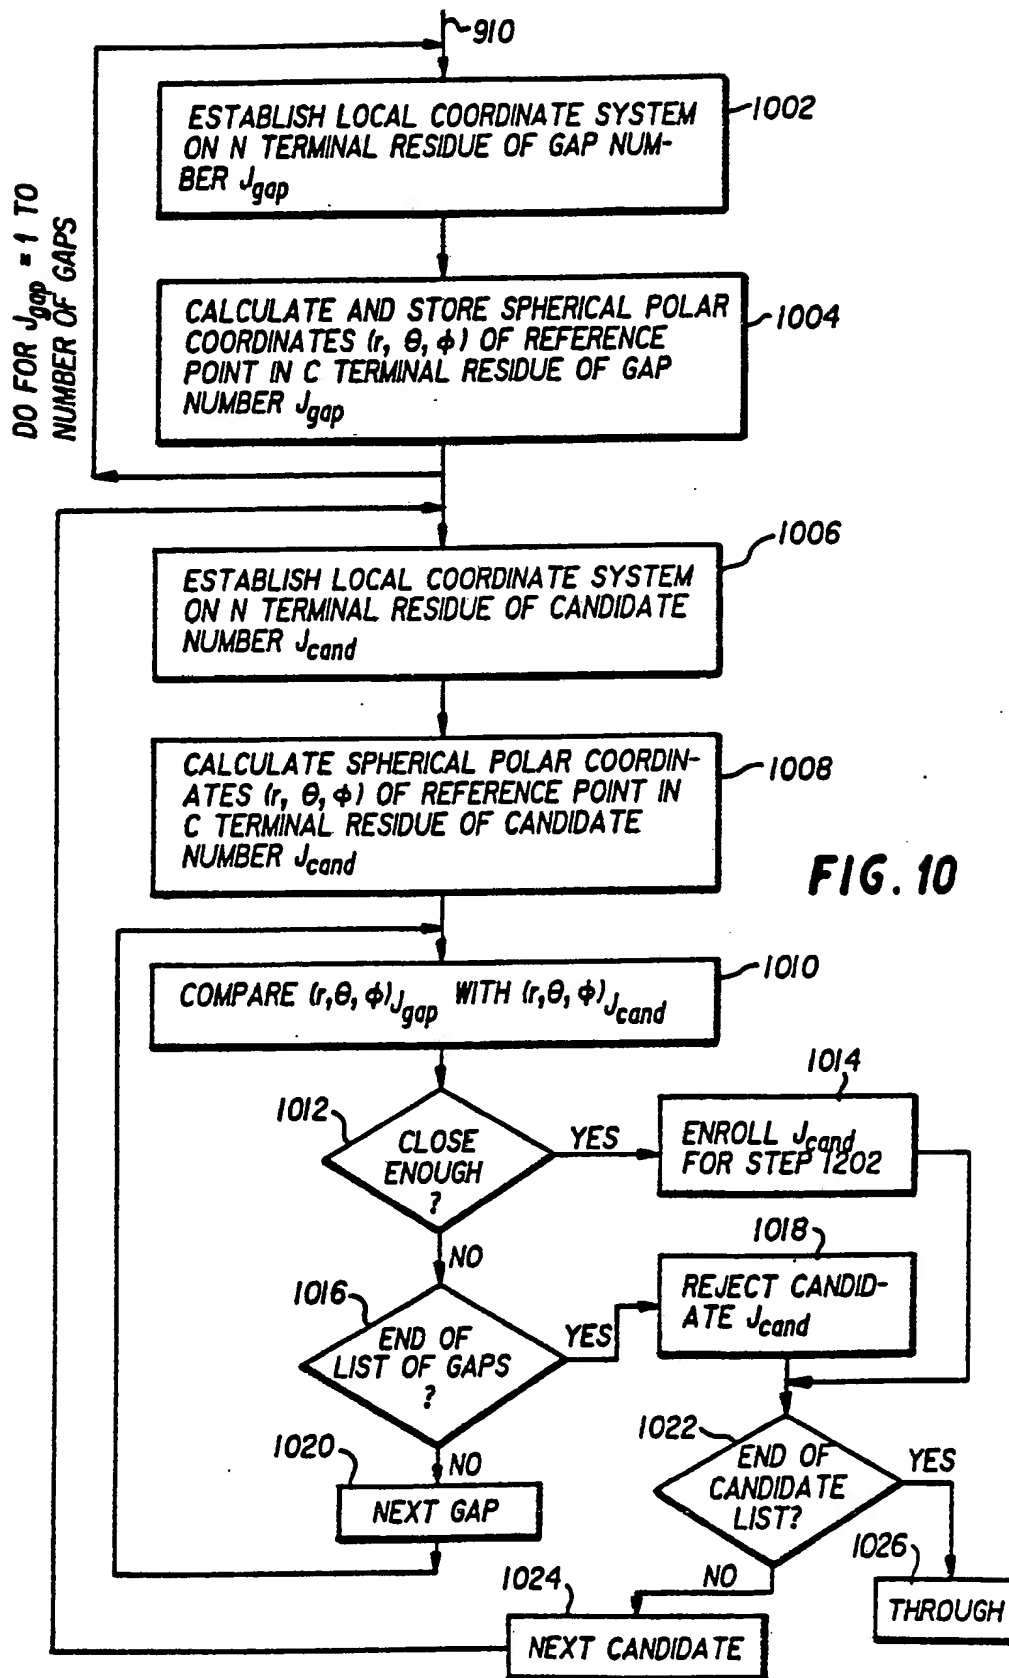 910
ESTABLISH LOCAL COORDINATE SYSTEM
ON N TERMINAL RESIDUE OF GAP NUM-
BER Jgap
1002
DO FOR Jgap = 1 TO
NUMBER OF GAPS
CALCULATE AND STORE SPHERICAL POLAR
COORDINATES (r, θ, ϕ) OF REFERENCE
POINT IN C TERMINAL RESIDUE OF GAP
NUMBER Jgap
1004
ESTABLISH LOCAL COORDINATE SYSTEM
ON N TERMINAL RESIDUE OF CANDIDATE
NUMBER Jcand
1006
CALCULATE SPHERICAL POLAR COORDIN-
ATES (r, θ, ϕ) OF REFERENCE POINT IN
C TERMINAL RESIDUE OF CANDIDATE
NUMBER Jcand
1008
FIG. 10
COMPARE (r,θ, ϕ)Jgap WITH (r,θ, ϕ)Jcand
1010
1012
CLOSE
ENOUGH
?
YES
NO
1014
ENROLL Jcand
FOR STEP 1202
1016
END OF
LIST OF GAPS
?
YES
NO
1018
REJECT CANDID-
ATE Jcand
1020
NEXT GAP
1022
END OF
CANDIDATE
LIST?
YES
NO
1024
NEXT CANDIDATE
1026
THROUGH